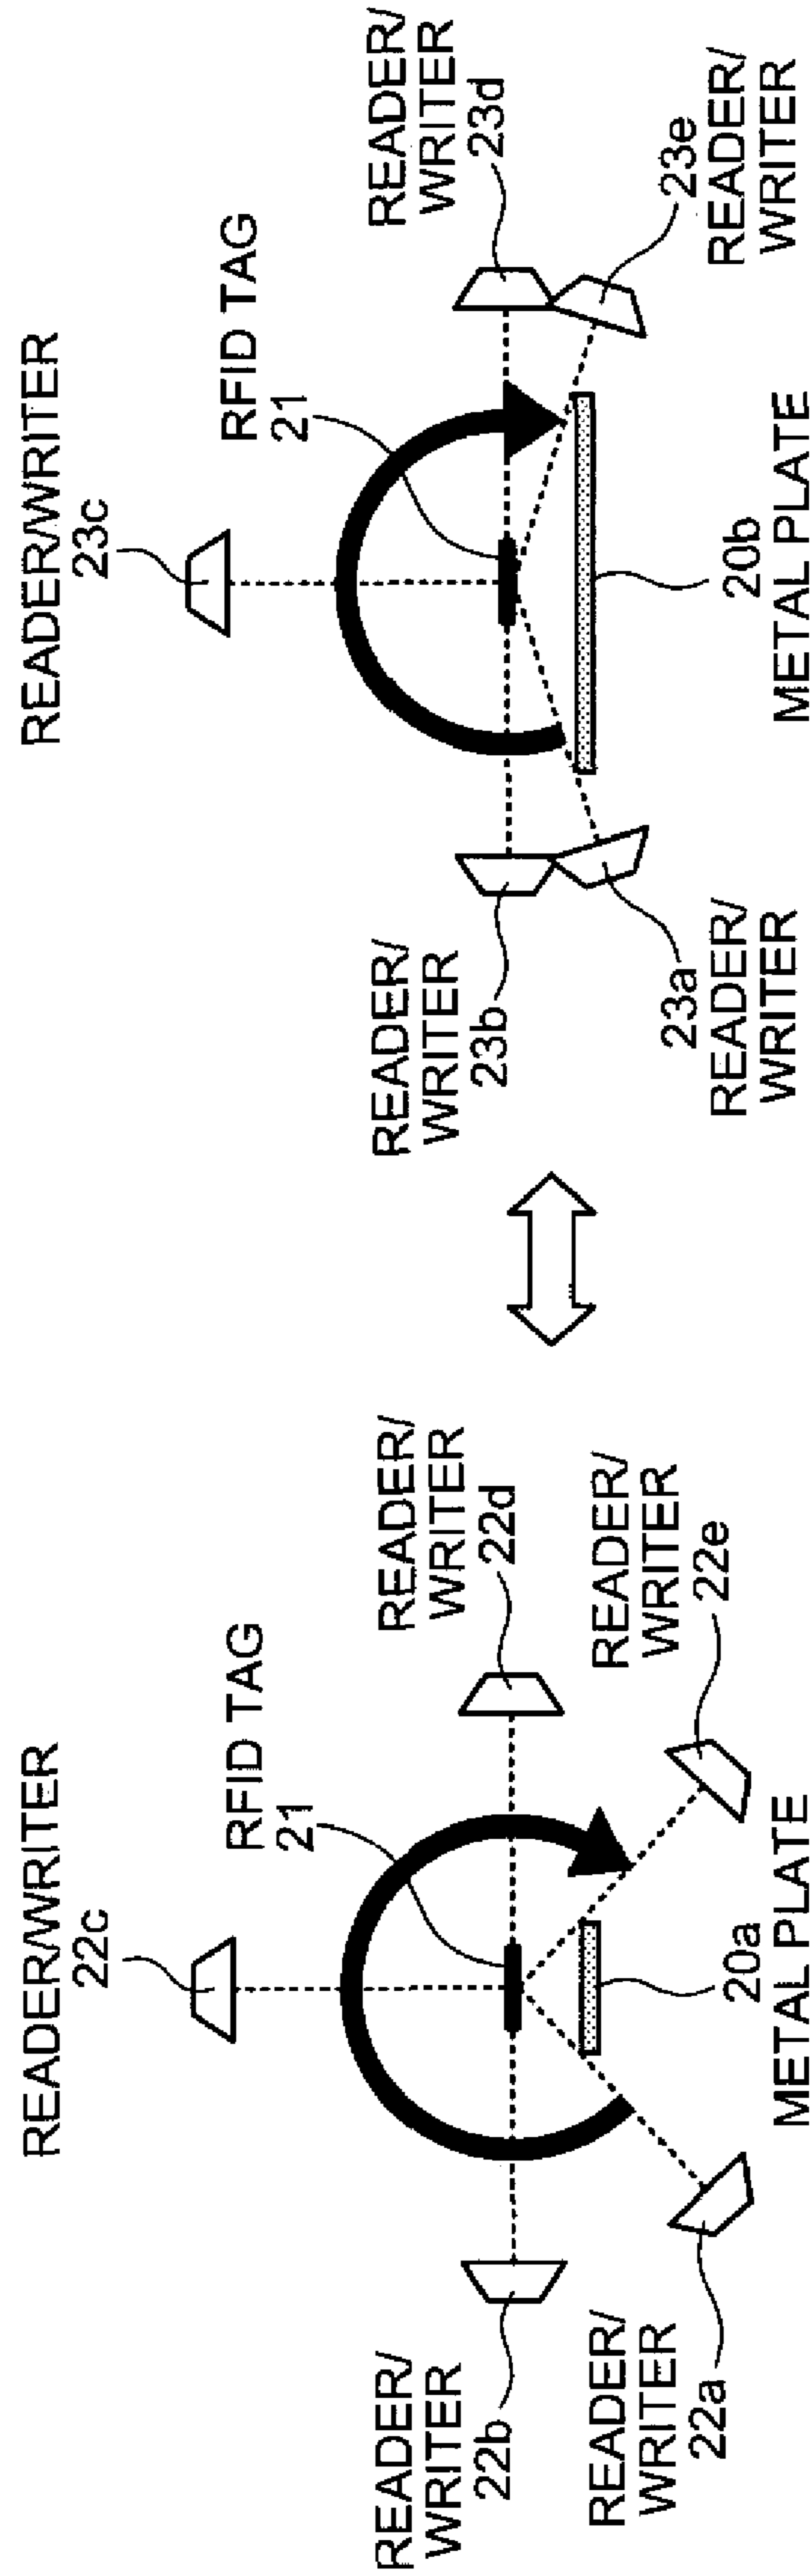 READER/WRITER
22c
RFID TAG
21
READER/
WRITER
22b
READER/
WRITER
22d
READER/
WRITER
22a
READER/
WRITER
22e
20a
METAL PLATE
READER/WRITER
23c
RFID TAG
21
READER/
WRITER
23b
READER/
WRITER
23d
23a
READER/
WRITER
23e
READER/
WRITER
20b
METAL PLATE